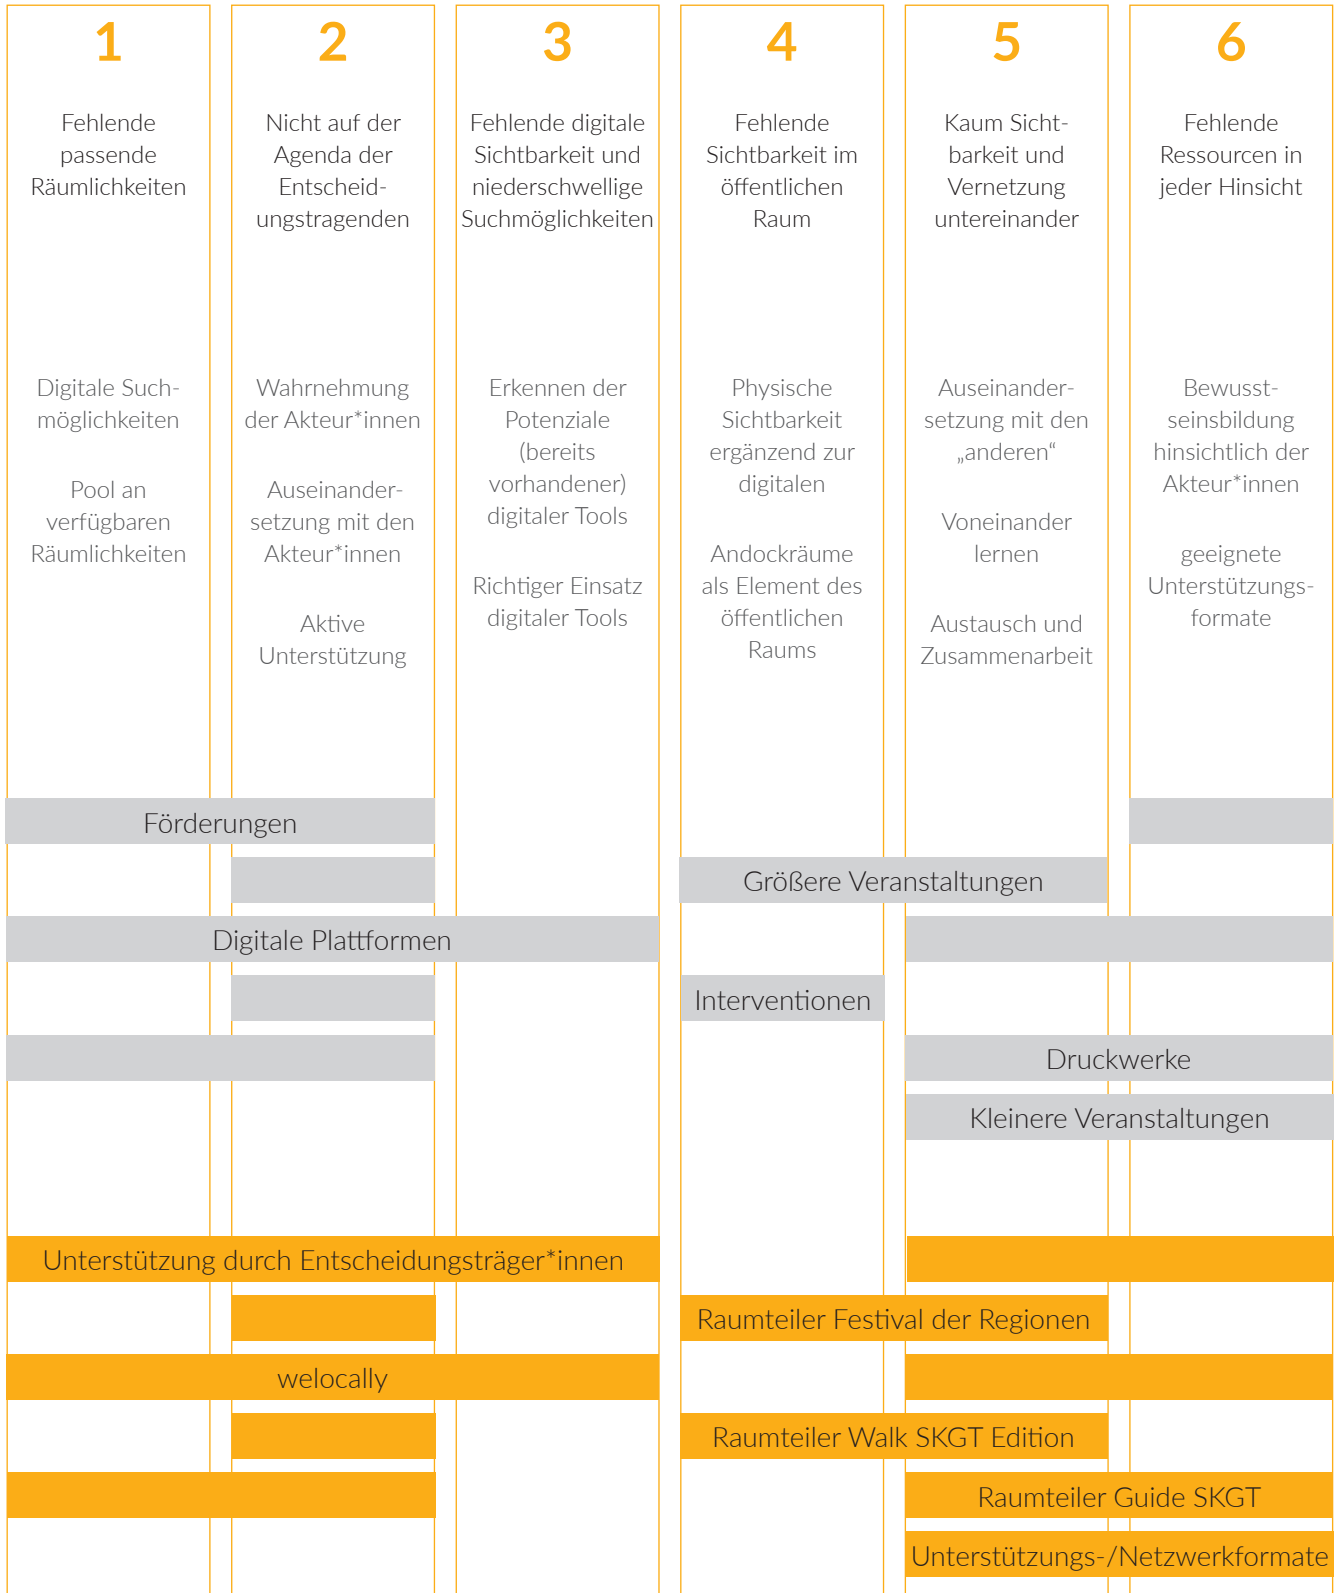 1
Fehlende
passende
Räumlichkeiten
Digitale Such-
möglichkeiten
Pool an
verfügbaren
Räumlichkeiten
2
Nicht auf der
Agenda der
Entscheid-
ungstragenden
Wahrnehmung
der Akteur*innen
Auseinander-
setzung mit den
Akteur*innen
Aktive
Unterstützung
3
Fehlende digitale
Sichtbarkeit und
niederschwellige
Suchmöglichkeiten
Erkennen der
Potenziale
(bereits
vorhandener)
digitaler Tools
Richtiger Einsatz
digitaler Tools
4
Fehlende
Sichtbarkeit im
öffentlichen
Raum
Physische
Sichtbarkeit
ergänzend zur
digitalen
Andockräume
als Element des
öffentlichen
Raums
5
Kaum Sicht-
barkeit und
Vernetzung
untereinander
Auseinander-
setzung mit den
„anderen“
Voneinander
lernen
Austausch und
Zusammenarbeit
6
Fehlende
Ressourcen in
jeder Hinsicht
Bewusst-
seinsbildung
hinsichtlich der
Akteur*innen
geeignete
Unterstützungs-
formate
Förderungen
Größere Veranstaltungen
Digitale Plattformen
Interventionen
Druckwerke
Kleinere Veranstaltungen
Unterstützung durch Entscheidungsträger*innen
Raumteiler Festival der Regionen
welocally
Raumteiler Walk SKGT Edition
Raumteiler Guide SKGT
Unterstützungs-/Netzwerkformate